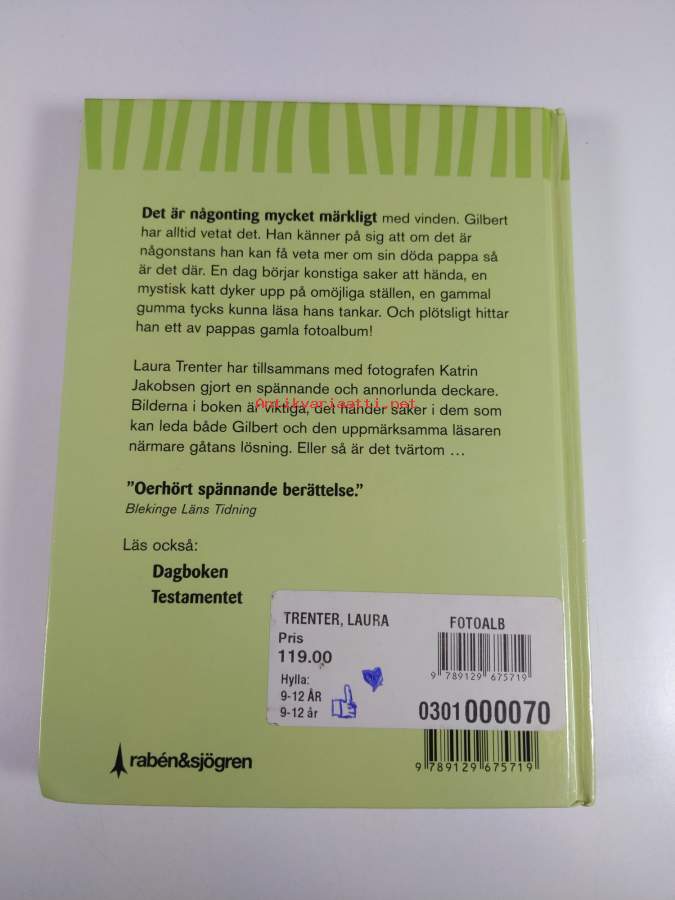 Det är någonting mycket märkligt med vinden. Gilbert
har alltid vetat det. Han känner på sig att om det är
någonstans han kan få veta mer om sin döda pappa så
är det där. En dag börjar konstiga saker att hända, en
mystisk katt dyker upp på omöjliga ställen, en gammal
gumma tycks kunna läsa hans tankar. Och plötsligt hittar
han ett av pappas gamla fotoalbum!
Laura Trenter har tillsammans med fotografen Katrin
Jakobsen gjort en spännande och annorlunda deckare.
Antikvariaatti.net
Bilderna i boken är viktiga, det händer saker i dem som
kan leda både Gilbert och den uppmärksamma läsaren
närmare gåtans lösning. Eller så är det tvärtom …
”Oerhört spännande berättelse.”
Blekinge Läns Tidning
Läs också:
Dagboken
Testamentet
TRENTER, LAURA
FOTOALB
Pris
119.00
9 789129 675719
Hylla:
9-12 ÅR
9-12 år
0301000070
rabén&sjögren
9 789129 675719